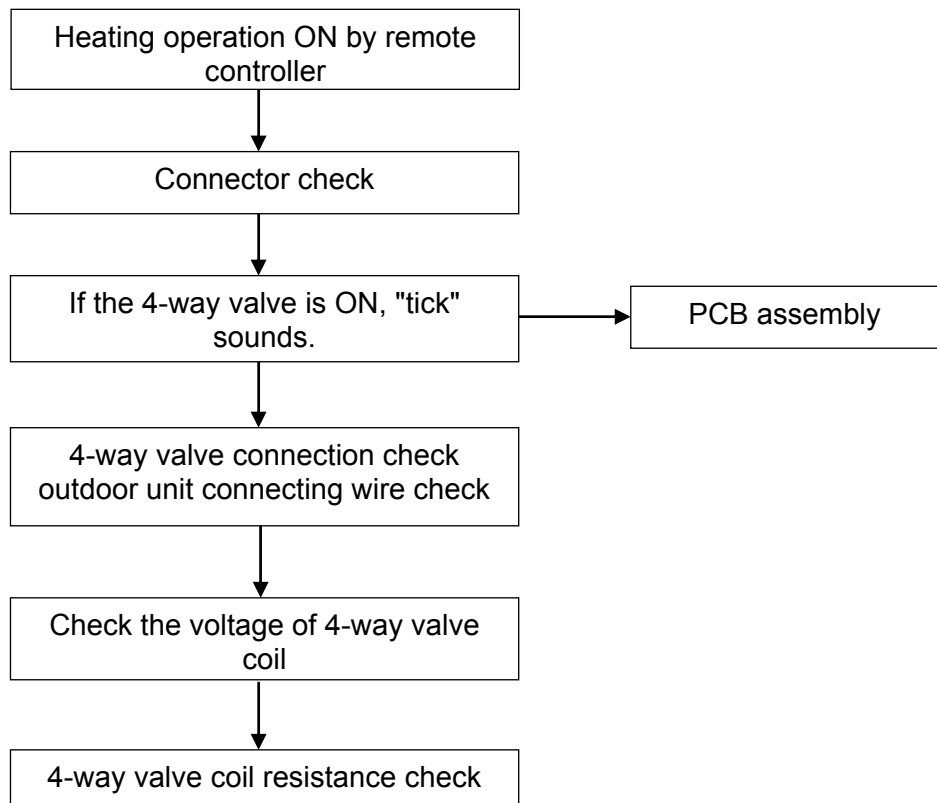 Heating operation ON by remote
controller
Connector check
If the 4-way valve is ON, "tick"
sounds.
PCB assembly
4-way valve connection check
outdoor unit connecting wire check
Check the voltage of 4-way valve
coil
4-way valve coil resistance check